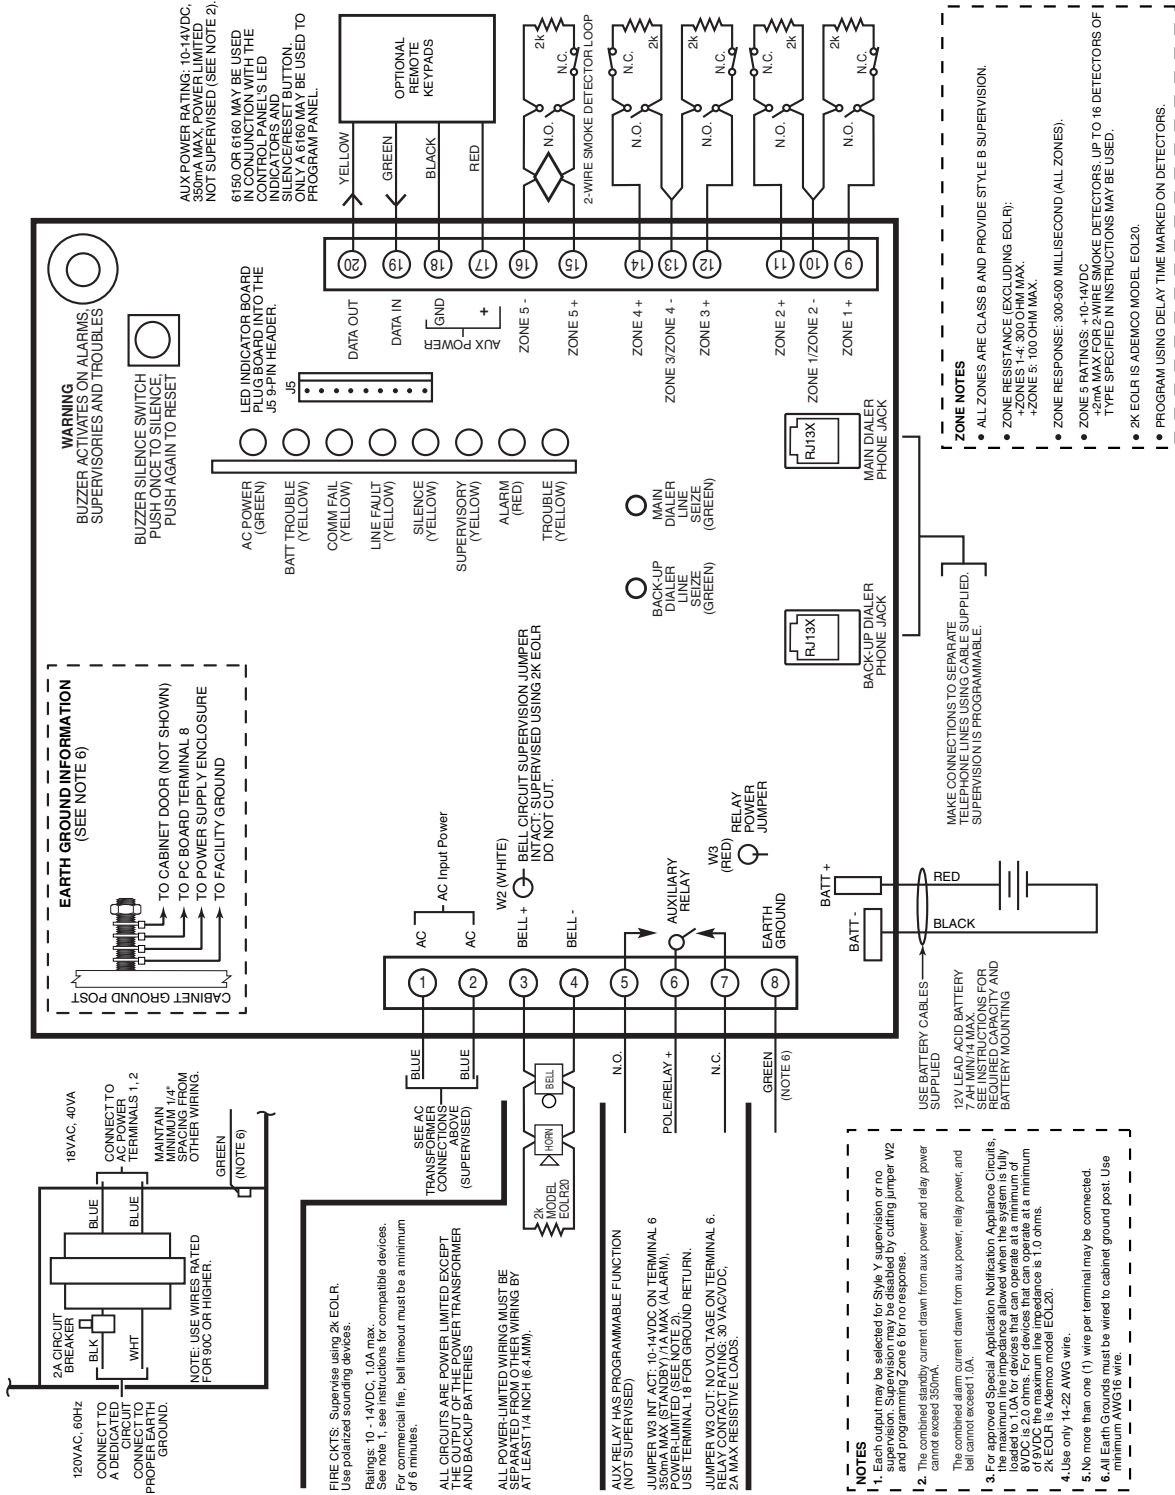 120VAC, 60Hz
CONNECT TO
A DEDICATED
CIRCUIT
CONNECT TO
PROPER EARTH
GROUND.
2A CIRCUIT
BREAKER
BLK
WHT
NOTE: USE WIRES RATED
FOR 90C OR HIGHER.
BLUE
BLUE
18VAC, 40VA
CONNECT TO
AC POWER
TERMINALS 1, 2
MAINTAIN
MINIMUM 1/4"
SPACING FROM
OTHER WIRING.
GREEN
(NOTE 6)
EARTH GROUND INFORMATION
(SEE NOTE 6)
CABINET GROUND POST
TO CABINET DOOR (NOT SHOWN)
TO PC BOARD TERMINAL 8
TO POWER SUPPLY ENCLOSURE
TO FACILITY GROUND
WARNING
BUZZER ACTIVATES ON ALARMS,
SUPERVISORIES AND TROUBLES
BUZZER SILENCE SWITCH
PUSH ONCE TO SILENCE,
PUSH AGAIN TO RESET
AUX POWER RATING: 10-14VDC,
350mA MAX, POWER LIMITED
NOT SUPERVISED (SEE NOTE 2).
6150 OR 6160 MAY BE USED
IN CONJUNCTION WITH THE
CONTROL PANEL'S LED
INDICATORS AND
SILENCE/RESET BUTTON.
ONLY A 6160 MAY BE USED TO
PROGRAM PANEL.
LED INDICATOR BOARD
PLUG BOARD INTO THE
J5 9-PIN HEADER.
J5
AC POWER
(GREEN)
BATT TROUBLE
(YELLOW)
COMM FAIL
(YELLOW)
LINE FAULT
(YELLOW)
SILENCE
(YELLOW)
SUPERVISORY
(YELLOW)
ALARM
(RED)
TROUBLE
(YELLOW)
DATA OUT
DATA IN
GND
+
AUX POWER
ZONE 5 -
ZONE 5 +
ZONE 4 +
ZONE 3/ZONE 4 -
ZONE 3 +
ZONE 2 +
ZONE 1/ZONE 2 -
ZONE 1 +
20
19
18
17
16
15
14
13
12
11
10
9
YELLOW
GREEN
BLACK
RED
OPTIONAL
REMOTE
KEYPADS
2k
N.C.
N.O.
2-WIRE SMOKE DETECTOR LOOP
2k
N.C.
N.O.
2k
N.C.
N.O.
2k
N.C.
N.O.
2k
N.C.
N.O.
FIRE CKTS: Supervise using 2k EOLR.
Use polarized sounding devices.
Ratings: 10 - 14VDC, 1.0A max.
See note 1, see instructions for compatible devices.
For commercial fire, bell timeout must be a minimum
of 6 minutes.
ALL CIRCUITS ARE POWER LIMITED EXCEPT
THE OUTPUT OF THE POWER TRANSFORMER
AND BACKUP BATTERIES
ALL POWER-LIMITED WIRING MUST BE
SEPARATED FROM OTHER WIRING BY
AT LEAST 1/4 INCH (6.4 MM).
SEE AC
TRANSFORMER
CONNECTIONS
ABOVE
(SUPERVISED)
BLUE
BLUE
2k
MODEL
EOLR20
HORN
BELL
1
2
3
4
5
6
7
8
AC
AC
AC Input Power
BELL +
BELL -
W2 (WHITE)
BELL CIRCUIT SUPERVISION JUMPER
INTACT: SUPERVISED USING 2K EOLR
DO NOT CUT.
AUX RELAY HAS PROGRAMMABLE FUNCTION
(NOT SUPERVISED)
JUMPER W3 INT ACT: 10-14VDC ON TERMINAL 6
350mA MAX (STANDBY) /1A MAX (ALARM),
POWER-LIMITED (SEE NOTE 2).
USE TERMINAL 18 FOR GROUND RETURN.
JUMPER W3 CUT: NO VOLTAGE ON TERMINAL 6.
RELAY CONTACT RATING: 30 VAC/VDC,
2A MAX RESISTIVE LOADS.
N.O.
POLE/RELAY +
N.C.
GREEN
(NOTE 6)
AUXILIARY
RELAY
W3
(RED)
RELAY
POWER
JUMPER
EARTH
GROUND
BACK-UP
DIALER
LINE
SEIZE
(GREEN)
MAIN
DIALER
LINE
SEIZE
(GREEN)
RJ13X
BACK-UP DIALER
PHONE JACK
RJ13X
MAIN DIALER
PHONE JACK
MAKE CONNECTIONS TO SEPARATE
TELEPHONE LINES USING CABLE SUPPLIED.
SUPERVISION IS PROGRAMMABLE.
BATT -
BATT +
BLACK
RED
USE BATTERY CABLES
SUPPLIED
12V LEAD ACID BATTERY
7 AH MIN/14 MAX.
SEE INSTRUCTIONS FOR
REQUIRED CAPACITY AND
BATTERY MOUNTING
NOTES
1. Each output may be selected for Style Y supervision or no
supervision. Supervision may be disabled by cutting jumper W2
and programming Zone 6 for no response.
2. The combined standby current drawn from aux power and relay power
cannot exceed 350mA.
The combined alarm current drawn from aux power, relay power, and
bell cannot exceed 1.0A.
3. For approved Special Application Notification Appliance Circuits,
the maximum line impedance allowed when the system is fully
loaded to 1.0A for devices that can operate at a minimum of
8VDC is 2.0 ohms. For devices that can operate at a minimum
of 9VDC the maximum line impedance is 1.0 ohms.
2k EOLR is Ademco model EOL20.
4. Use only 14-22 AWG wire.
5. No more than one (1) wire per terminal may be connected.
6. All Earth Grounds must be wired to cabinet ground post. Use
minimum AWG16 wire.
ZONE NOTES
● ALL ZONES ARE CLASS B AND PROVIDE STYLE B SUPERVISION.
● ZONE RESISTANCE (EXCLUDING EOLR):
+ZONES 1-4: 300 OHM MAX.
+ZONE 5: 100 OHM MAX.
● ZONE RESPONSE: 300-500 MILLISECOND (ALL ZONES).
● ZONE 5 RATINGS: +10-14VDC
+2mA MAX FOR 2-WIRE SMOKE DETECTORS. UP TO 16 DETECTORS OF
TYPE SPECIFIED IN INSTRUCTIONS MAY BE USED.
● 2K EOLR IS ADEMCO MODEL EOL20.
● PROGRAM USING DELAY TIME MARKED ON DETECTORS.